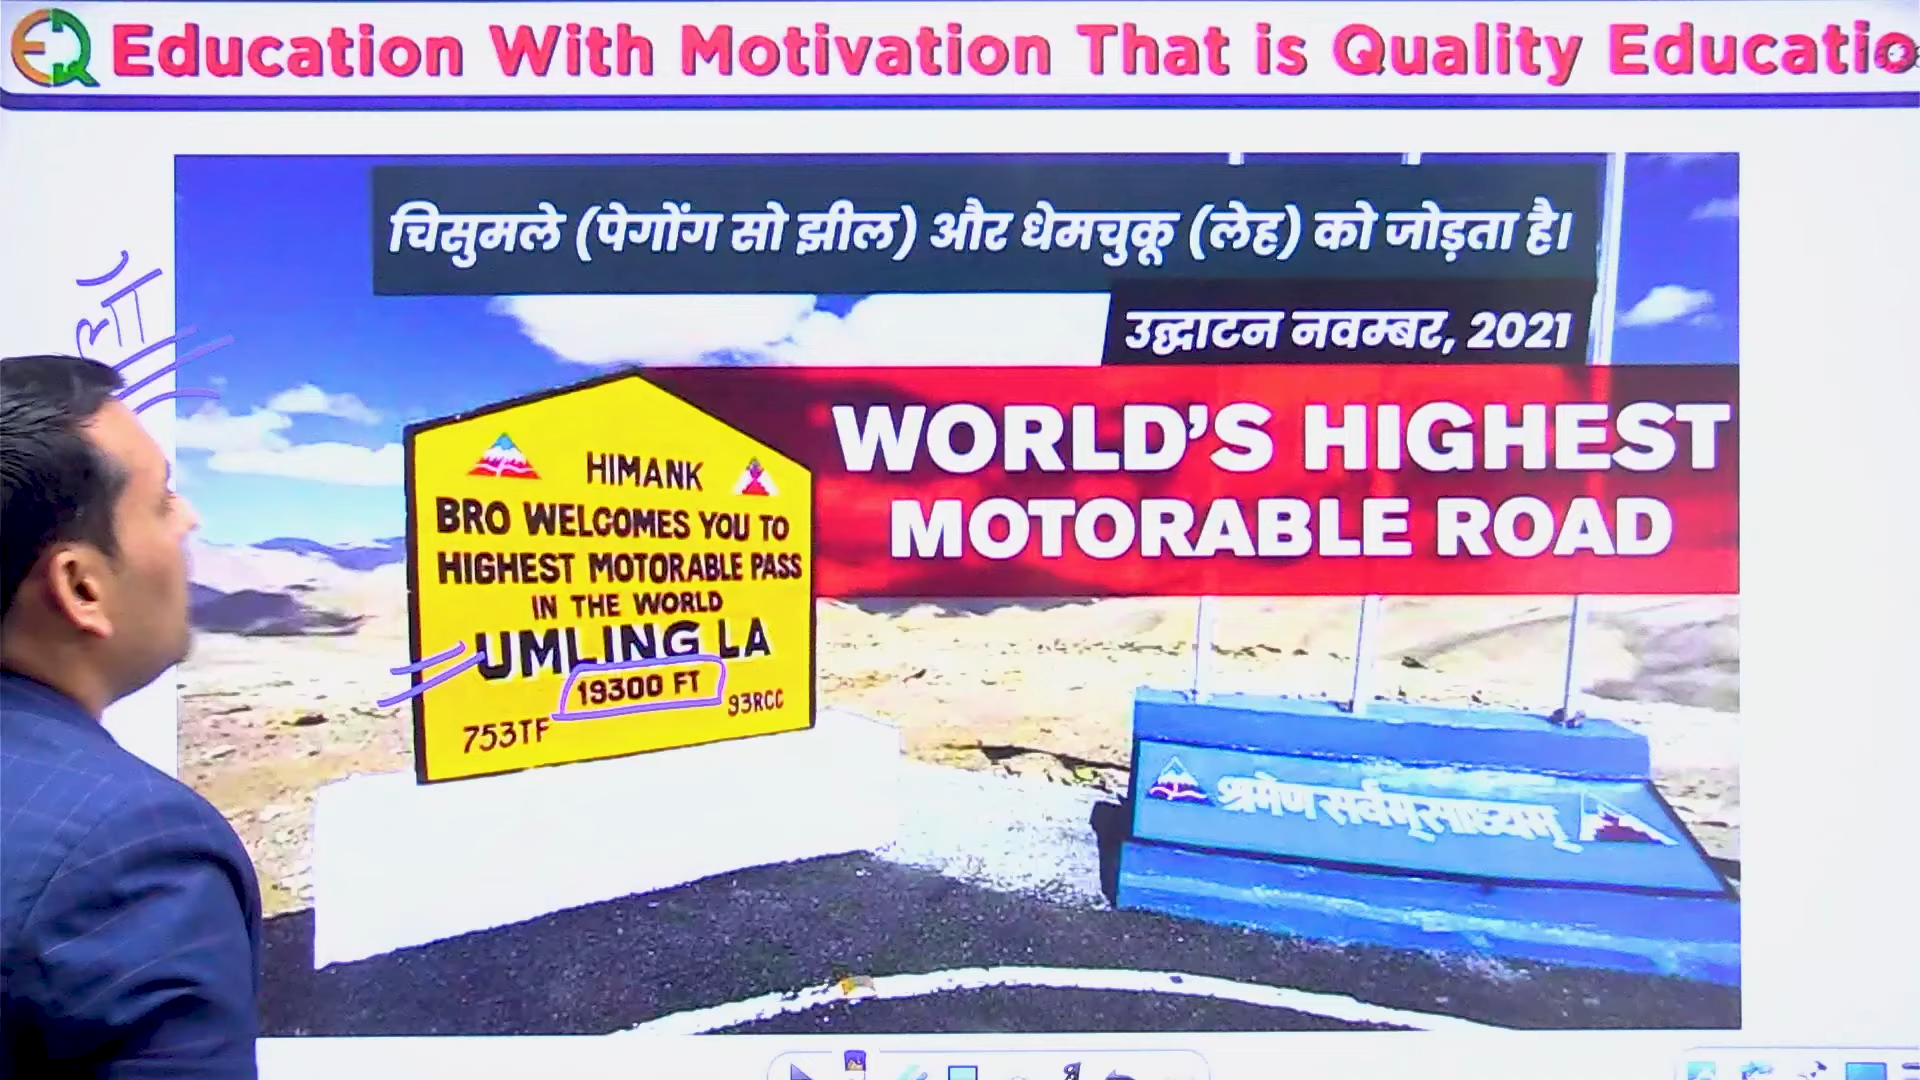 Education With Motivation That is Quality Educatio
चिसुमले (पेगोंग सो झील) और धेमचुकू (लेह) को जोड़ता है।
उद्घाटन नवम्बर, 2021
WORLD'S HIGHEST
MOTORABLE ROAD
लॉ
HIMANK
BRO WELCOMES YOU TO
HIGHEST MOTORABLE PASS
IN THE WORLD
UMLING LA
19300 FT
753TF
93RCC
श्रमेण सर्वम् साध्यम्